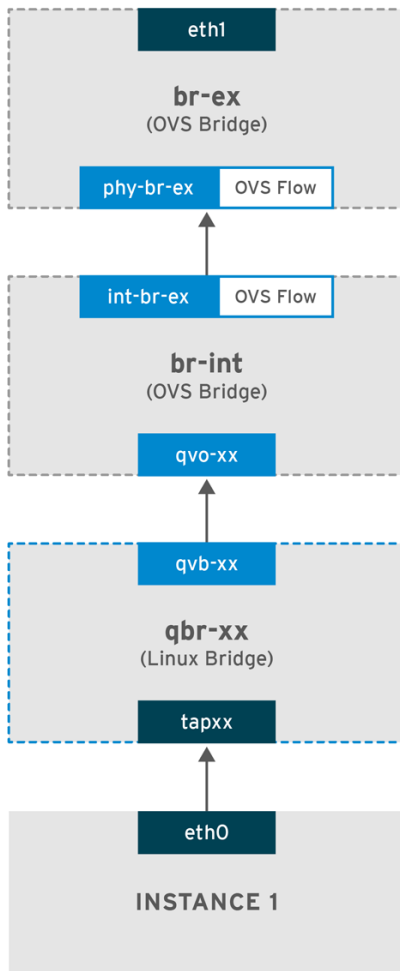 eth1
br-ex
(OVS Bridge)
phy-br-ex OVS Flow
int-br-ex OVS Flow
br-int
(OVS Bridge)
qvo-xx
qvb-xx
qbr-xx
(Linux Bridge)
tapxx
eth0
INSTANCE 1